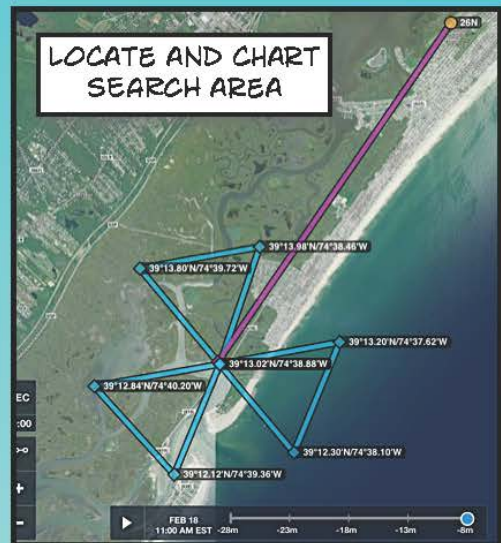 LOCATE AND CHART
SEARCH AREA
26N
39°13.98'N/74°38.46'W
39°13.80'N/74°39.72'W
39°13.20'N/74°37.62'W
39°13.02'N/74°38.88'W
39°12.84'N/74°40.20'W
39°12.30'N/74°38.10'W
39°12.12'N/74°39.36'W
EC
:00
+
−
FEB 18
11:00 AM EST
-28m
-23m
-18m
-13m
-8m